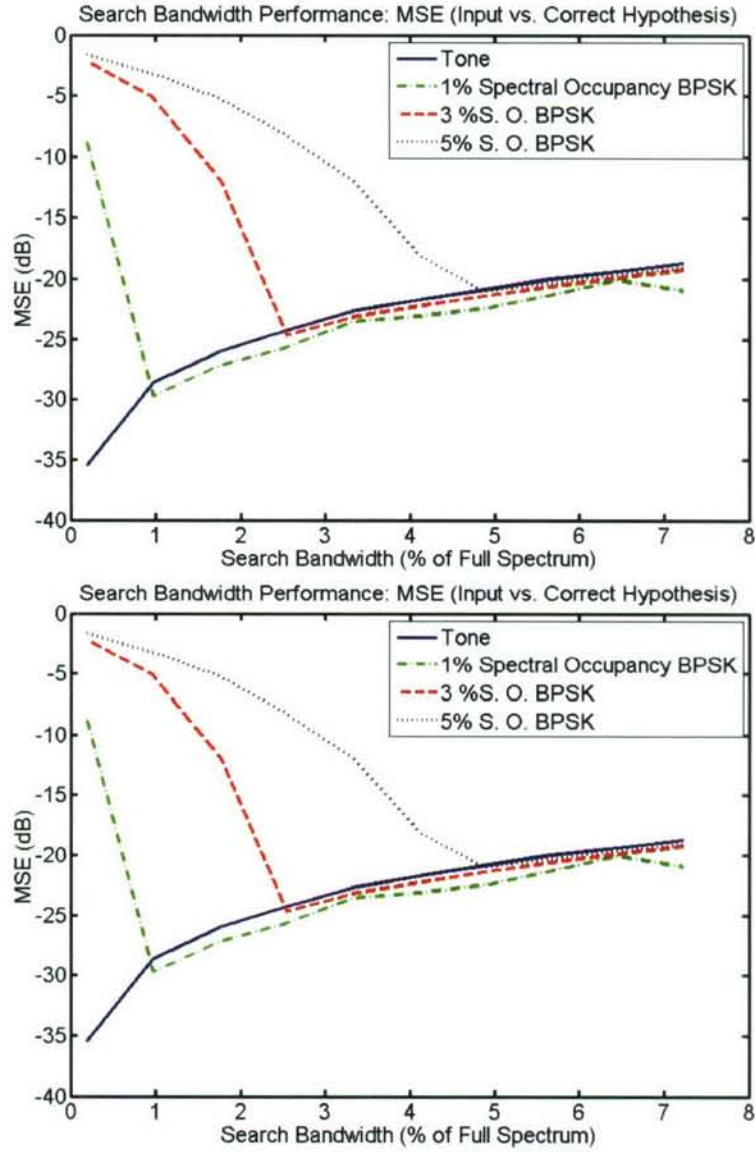 Search Bandwidth Performance: MSE (Input vs. Correct Hypothesis)
0
-5
-10
-15
-20
-25
-30
-35
-40
MSE (dB)
Tone
1% Spectral Occupancy BPSK
3 %S. O. BPSK
5% S. O. BPSK
0 1 2 3 4 5 6 7 8
Search Bandwidth (% of Full Spectrum)
Search Bandwidth Performance: MSE (Input vs. Correct Hypothesis)
0
-5
-10
-15
-20
-25
-30
-35
-40
MSE (dB)
Tone
1% Spectral Occupancy BPSK
3 %S. O. BPSK
5% S. O. BPSK
0 1 2 3 4 5 6 7 8
Search Bandwidth (% of Full Spectrum)